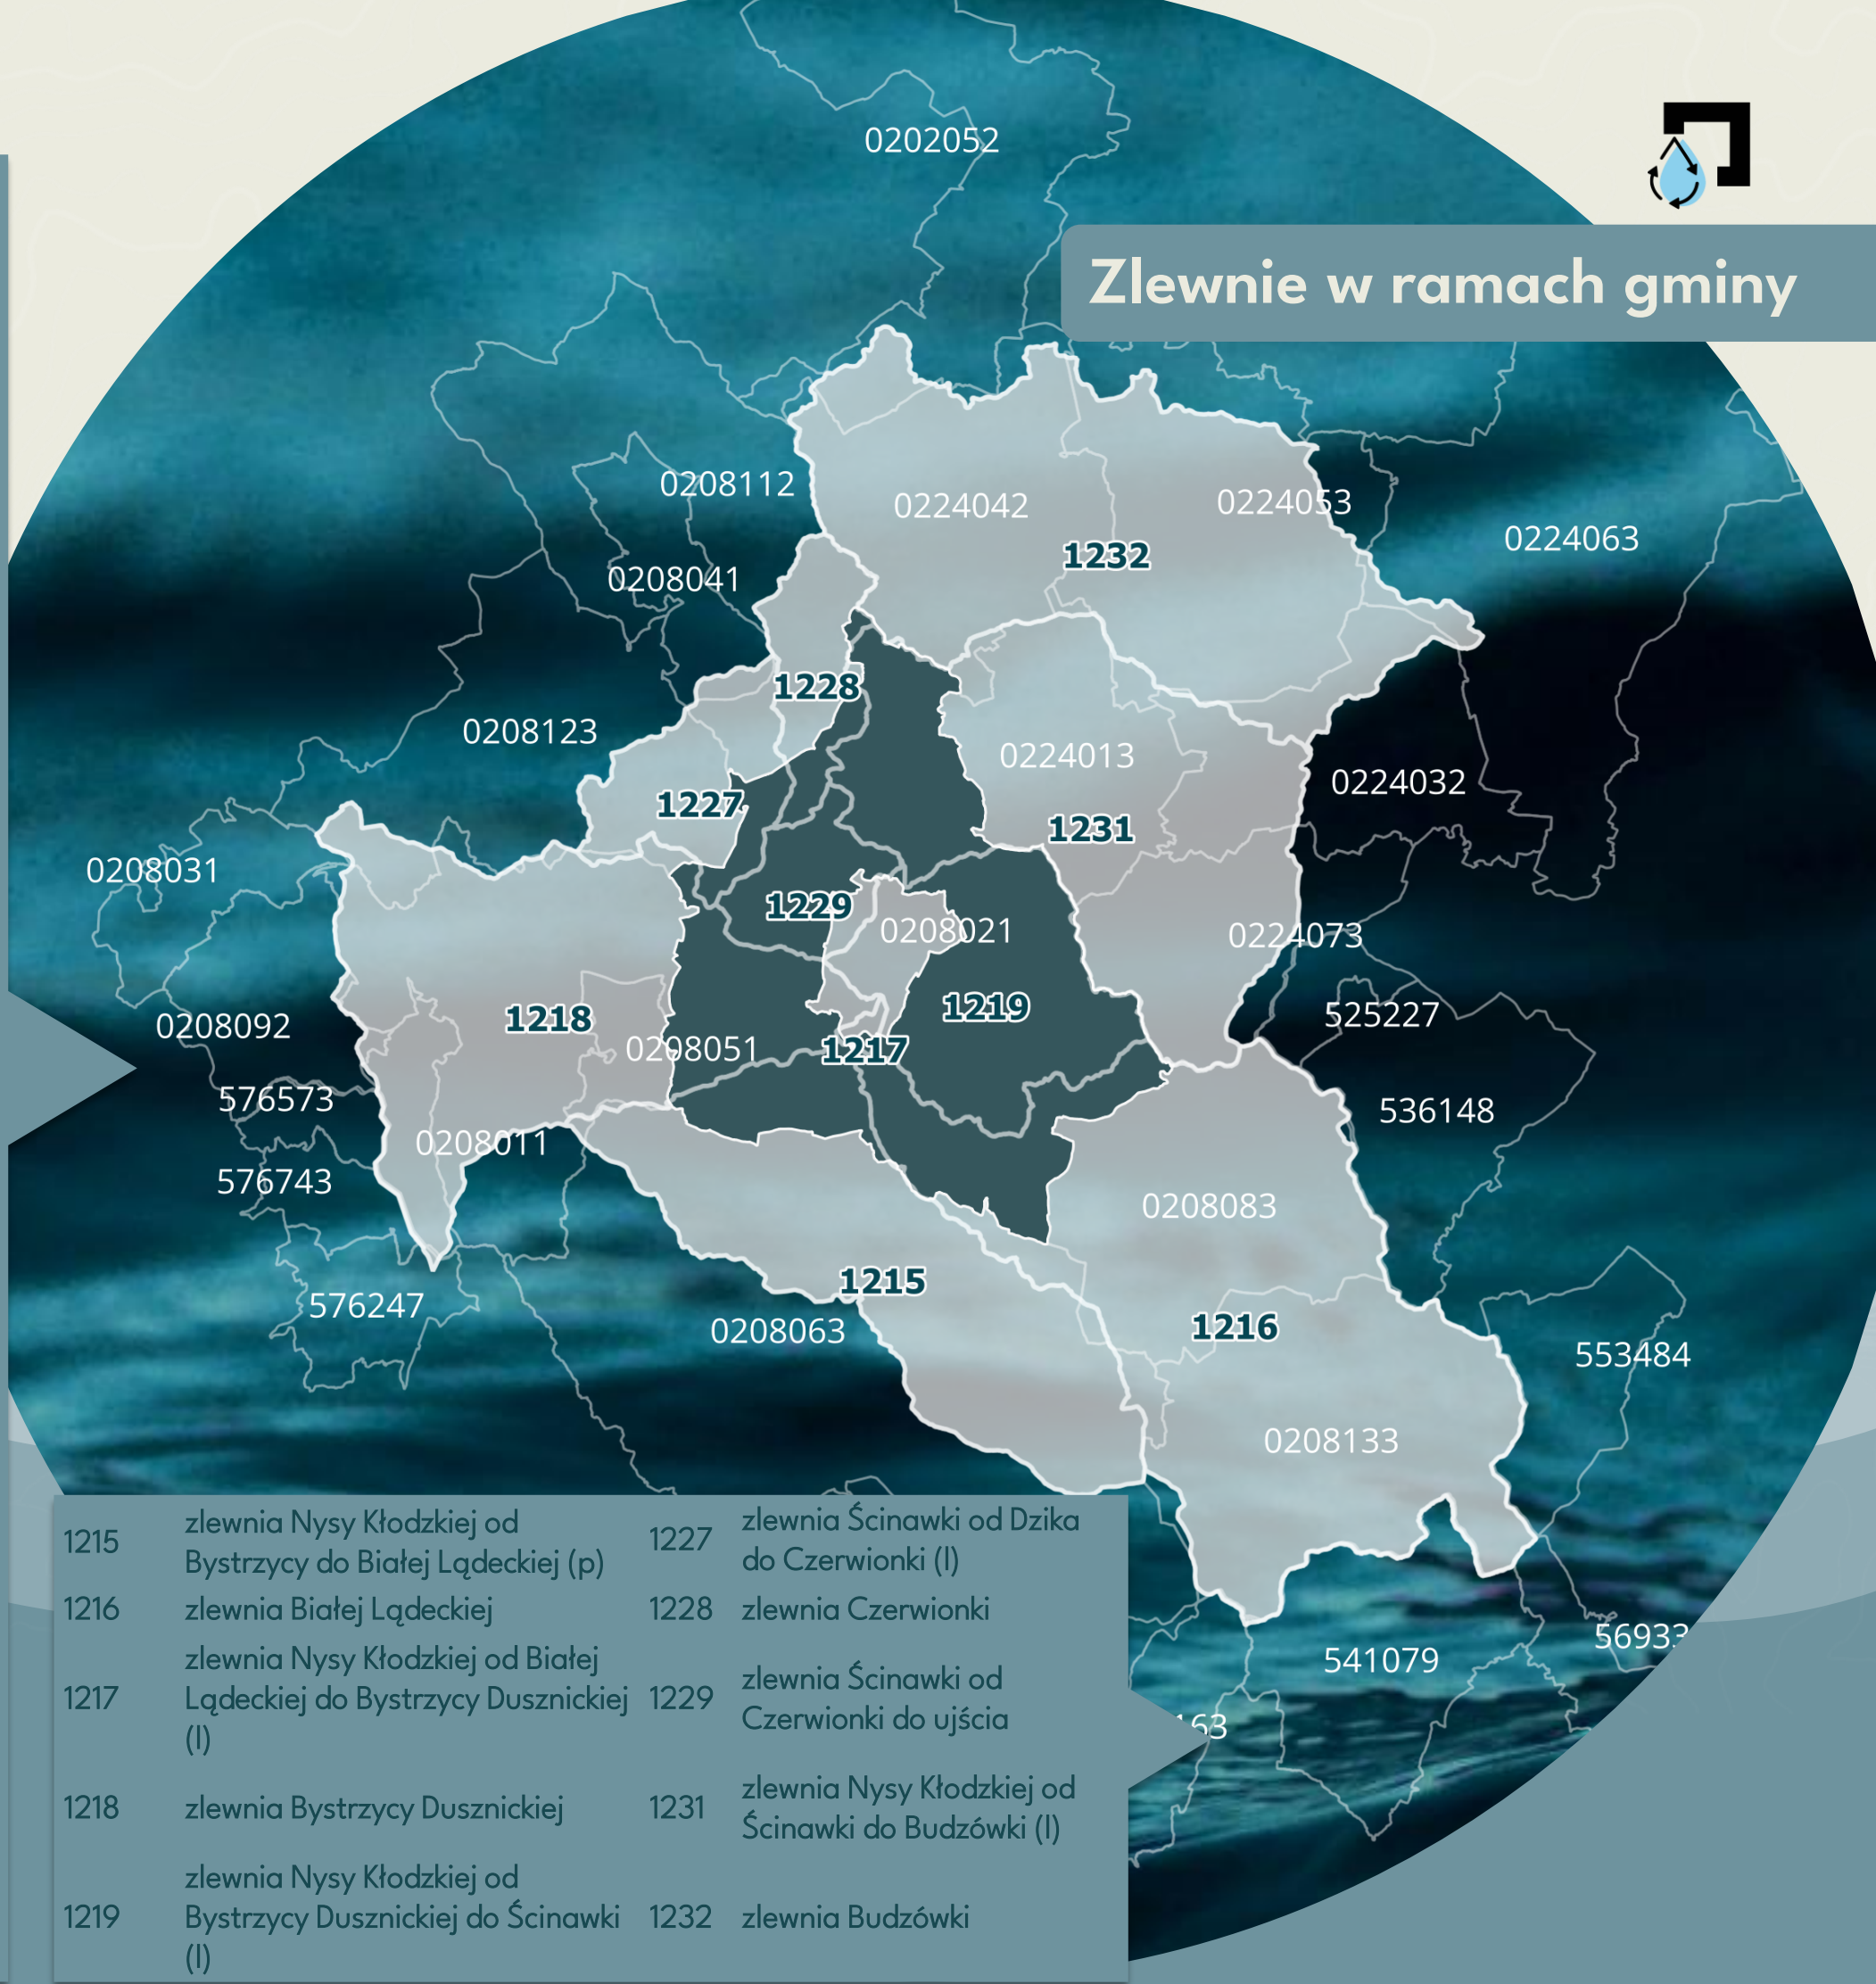 0202052
Zlewnie w ramach gminy
0208112
0224042
0224053
0224063
1232
0208041
1228
0208123
0224013
0224032
1227
1231
0208031
1229
0208021
0224073
1219
525227
1218
0208092
0208051
1217
576573
536148
0208011
576743
0208083
1215
576247
0208063
1216
553484
0208133
56933
541079
163
1215 zlewnia Nysy Kłodzkiej od
Bystrzycy do Białej Lądeckiej (p)
1216 zlewnia Białej Lądeckiej
1217 zlewnia Nysy Kłodzkiej od Białej
Lądeckiej do Bystrzycy Dusznickiej
(l)
1218 zlewnia Bystrzycy Dusznickiej
1219 zlewnia Nysy Kłodzkiej od
Bystrzycy Dusznickiej do Ścinawki
(l)
1227 zlewnia Ścinawki od Dzika
do Czerwionki (l)
1228 zlewnia Czerwionki
1229 zlewnia Ścinawki od
Czerwionki do ujścia
1231 zlewnia Nysy Kłodzkiej od
Ścinawki do Budzówki (l)
1232 zlewnia Budzówki